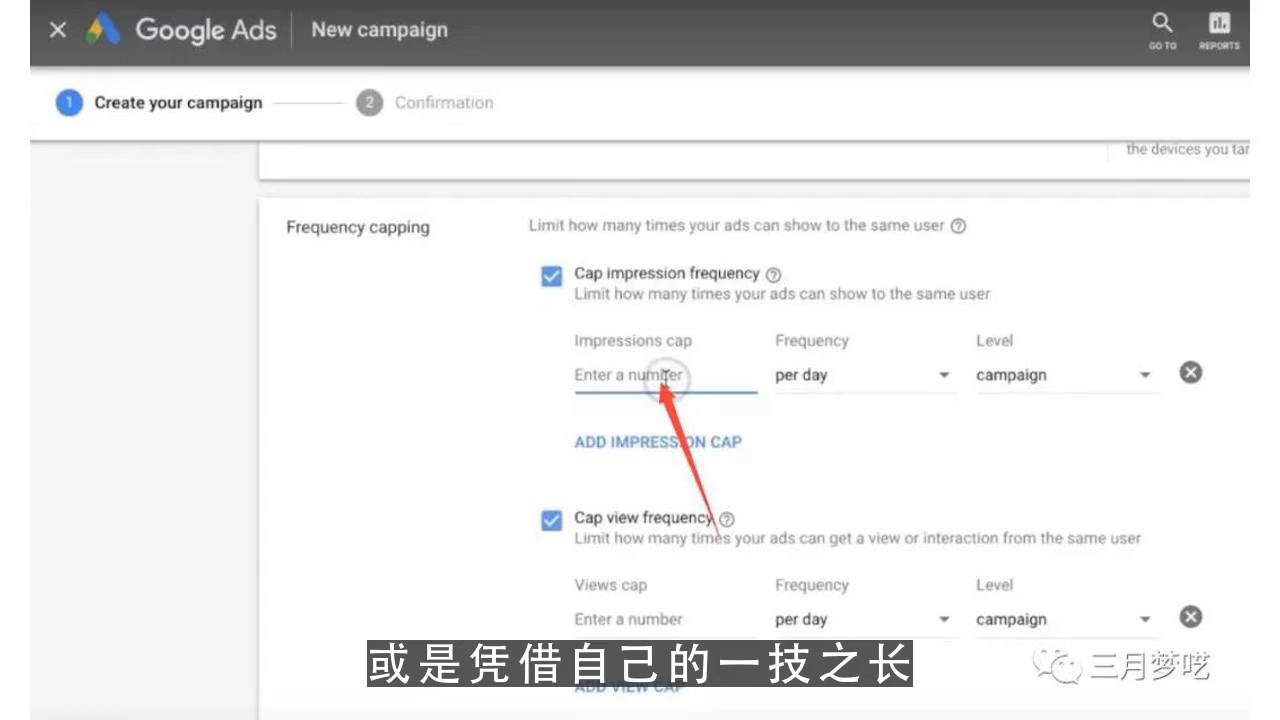 Google Ads New campaign
GO TO REPORTS
1 Create your campaign 2 Confirmation
the devices you tar
Frequency capping
Limit how many times your ads can show to the same user
Cap impression frequency
Limit how many times your ads can show to the same user
Impressions cap Frequency Level
Enter a number per day campaign
ADD IMPRESSION CAP
Cap view frequency
Limit how many times your ads can get a view or interaction from the same user
Views cap Frequency Level
Enter a number per day campaign
或是凭借自己的一技之长
三月梦呓
ADD VIEW CAP